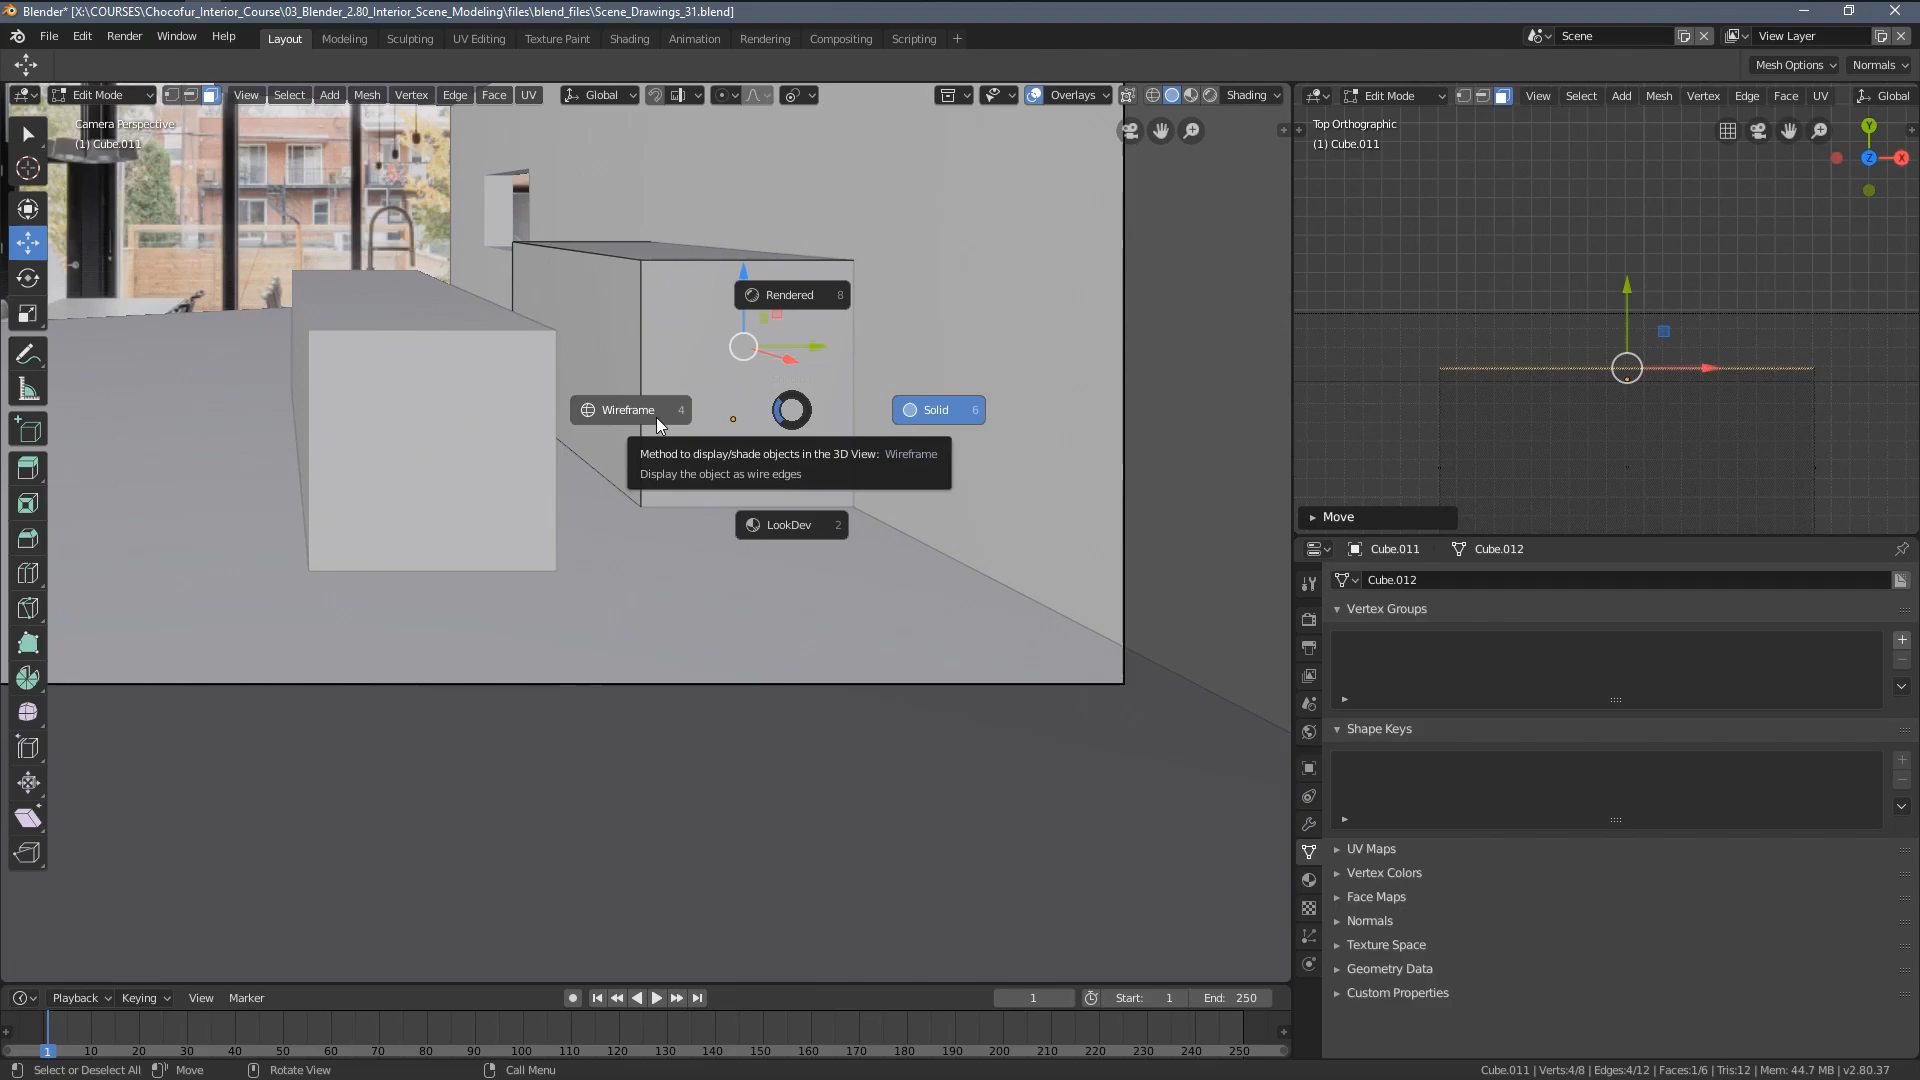 Blender* [X:\COURSES\Chocofur_Interior_Course\03_Blender_2.80_Interior_Scene_Modeling\files\blend_files\Scene_Drawings_31.blend]
File Edit Render Window Help Layout Modeling Sculpting UV Editing Texture Paint Shading Animation Rendering Compositing Scripting + Scene View Layer
Mesh Options Normals
Edit Mode View Select Add Mesh Vertex Edge Face UV Global Overlays Shading
Edit Mode View Select Add Mesh Vertex Edge Face UV Global
Camera Perspective
(1) Cube.011
Top Orthographic
(1) Cube.011
Y
Z
X
Rendered 8
Wireframe 4
Solid 6
Method to display/shade objects in the 3D View: Wireframe
Display the object as wire edges
LookDev 2
Move
Cube.011 Cube.012
Cube.012
Vertex Groups
Shape Keys
UV Maps
Vertex Colors
Face Maps
Normals
Texture Space
Geometry Data
Custom Properties
Playback Keying View Marker 1 Start: 1 End: 250
1 10 20 30 40 50 60 70 80 90 100 110 120 130 140 150 160 170 180 190 200 210 220 230 240 250
Select or Deselect All Move Rotate View Call Menu Cube.011 | Verts:4/8 | Edges:4/12 | Faces:1/6 | Tris:12 | Mem: 44.7 MB | v2.80.37